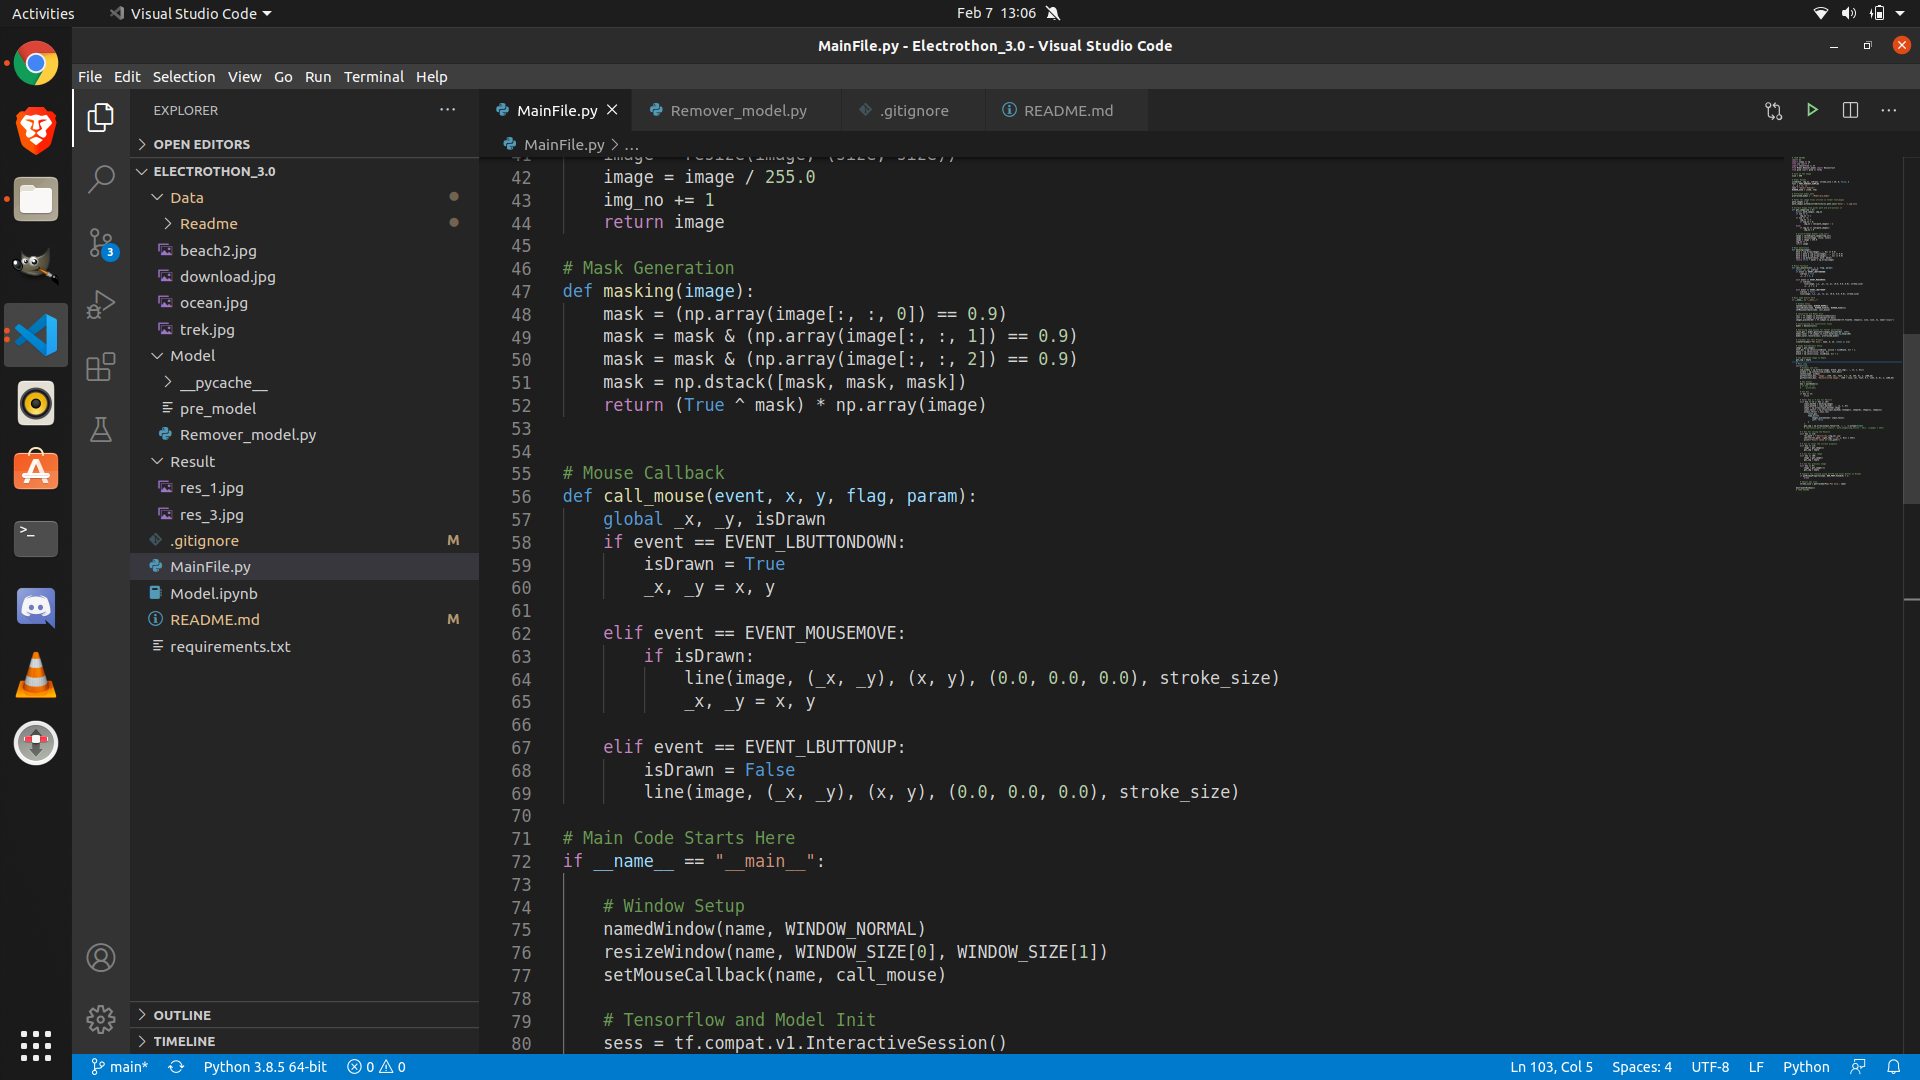 Activities
Visual Studio Code
Feb 7 13:06
MainFile.py - Electrothon_3.0 - Visual Studio Code
File Edit Selection View Go Run Terminal Help
EXPLORER
OPEN EDITORS
ELECTROTHON_3.0
Data
Readme
beach2.jpg
download.jpg
ocean.jpg
trek.jpg
Model
__pycache__
pre_model
Remover_model.py
Result
res_1.jpg
res_3.jpg
.gitignore M
MainFile.py
Model.ipynb
README.md M
requirements.txt
OUTLINE
TIMELINE
3
MainFile.py Remover_model.py .gitignore README.md
MainFile.py > ...
41 image = resize(image, (size, size))
42 image = image / 255.0
43 img_no += 1
44 return image
45
46 # Mask Generation
47 def masking(image):
48 mask = (np.array(image[:, :, 0]) == 0.9)
49 mask = mask & (np.array(image[:, :, 1]) == 0.9)
50 mask = mask & (np.array(image[:, :, 2]) == 0.9)
51 mask = np.dstack([mask, mask, mask])
52 return (True ^ mask) * np.array(image)
53
54
55 # Mouse Callback
56 def call_mouse(event, x, y, flag, param):
57 global _x, _y, isDrawn
58 if event == EVENT_LBUTTONDOWN:
59 isDrawn = True
60 _x, _y = x, y
61
62 elif event == EVENT_MOUSEMOVE:
63 if isDrawn:
64 line(image, (_x, _y), (x, y), (0.0, 0.0, 0.0), stroke_size)
65 _x, _y = x, y
66
67 elif event == EVENT_LBUTTONUP:
68 isDrawn = False
69 line(image, (_x, _y), (x, y), (0.0, 0.0, 0.0), stroke_size)
70
71 # Main Code Starts Here
72 if __name__ == "__main__":
73
74 # Window Setup
75 namedWindow(name, WINDOW_NORMAL)
76 resizeWindow(name, WINDOW_SIZE[0], WINDOW_SIZE[1])
77 setMouseCallback(name, call_mouse)
78
79 # Tensorflow and Model Init
80 sess = tf.compat.v1.InteractiveSession()
main* Python 3.8.5 64-bit 0 0 Ln 103, Col 5 Spaces: 4 UTF-8 LF Python